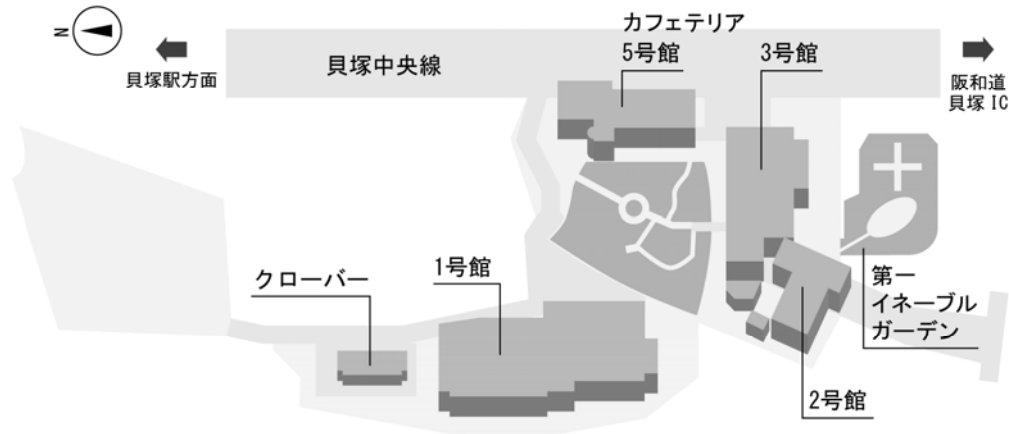 N
貝塚駅方面
貝塚中央線
カフェテリア
5号館
3号館
阪和道
貝塚 IC
クローバー
1号館
第一
イネーブル
ガーデン
2号館